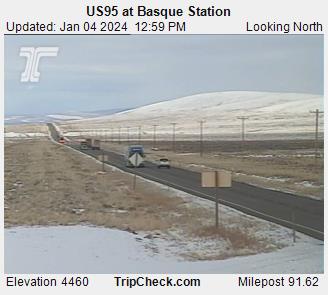 US95 at Basque Station
Updated: Jan 04 2024 12:59 PM Looking North
Elevation 4460 TripCheck.com Milepost 91.62